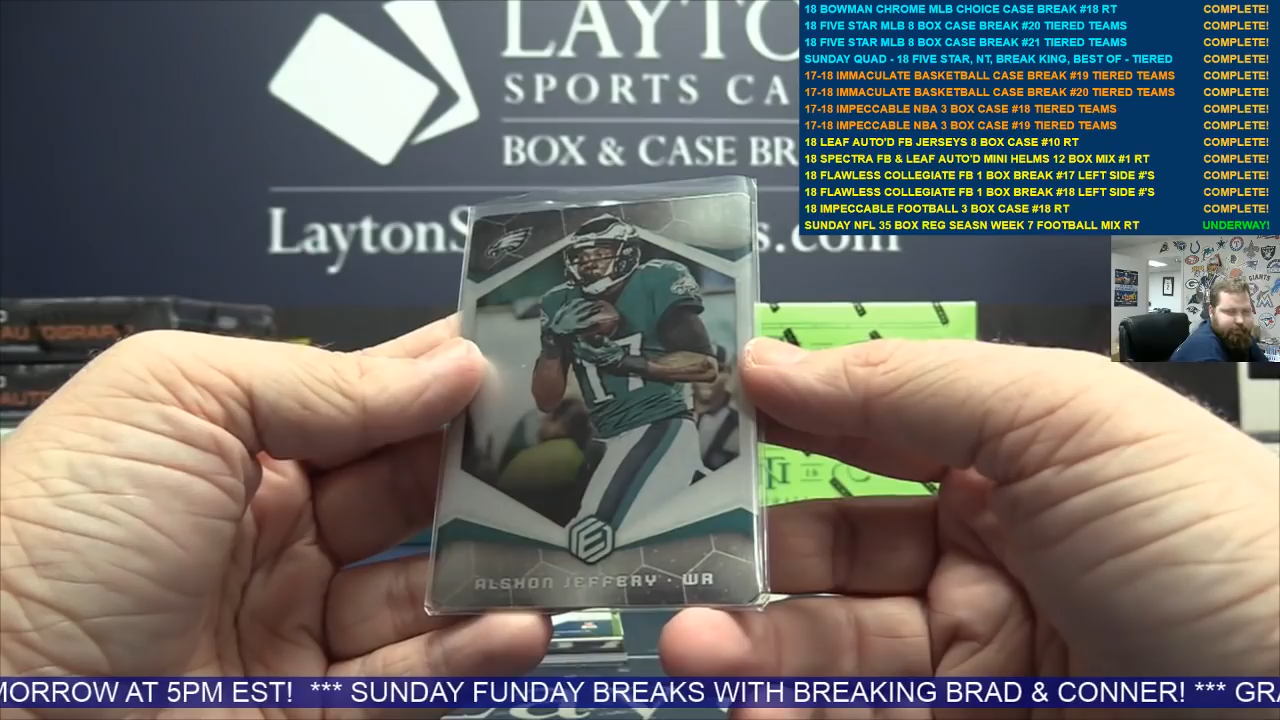 LAYTO
SPORTS CA
BOX & CASE BR
LaytonS
s.com
18 BOWMAN CHROME MLB CHOICE CASE BREAK #18 RT COMPLETE!
18 FIVE STAR MLB 8 BOX CASE BREAK #20 TIERED TEAMS COMPLETE!
18 FIVE STAR MLB 8 BOX CASE BREAK #21 TIERED TEAMS COMPLETE!
SUNDAY QUAD - 18 FIVE STAR, NT, BREAK KING, BEST OF - TIERED COMPLETE!
17-18 IMMACULATE BASKETBALL CASE BREAK #19 TIERED TEAMS COMPLETE!
17-18 IMMACULATE BASKETBALL CASE BREAK #20 TIERED TEAMS COMPLETE!
17-18 IMPECCABLE NBA 3 BOX CASE #18 TIERED TEAMS COMPLETE!
17-18 IMPECCABLE NBA 3 BOX CASE #19 TIERED TEAMS COMPLETE!
18 LEAF AUTO'D FB JERSEYS 8 BOX CASE #10 RT COMPLETE!
18 SPECTRA FB & LEAF AUTO'D MINI HELMS 12 BOX MIX #1 RT COMPLETE!
18 FLAWLESS COLLEGIATE FB 1 BOX BREAK #17 LEFT SIDE #'S COMPLETE!
18 FLAWLESS COLLEGIATE FB 1 BOX BREAK #18 LEFT SIDE #'S COMPLETE!
18 IMPECCABLE FOOTBALL 3 BOX CASE #18 RT COMPLETE!
SUNDAY NFL 35 BOX REG SEASN WEEK 7 FOOTBALL MIX RT UNDERWAY!
17
ALSHON JEFFERY · WR
MORROW AT 5PM EST! *** SUNDAY FUNDAY BREAKS WITH BREAKING BRAD & CONNER! *** GRA